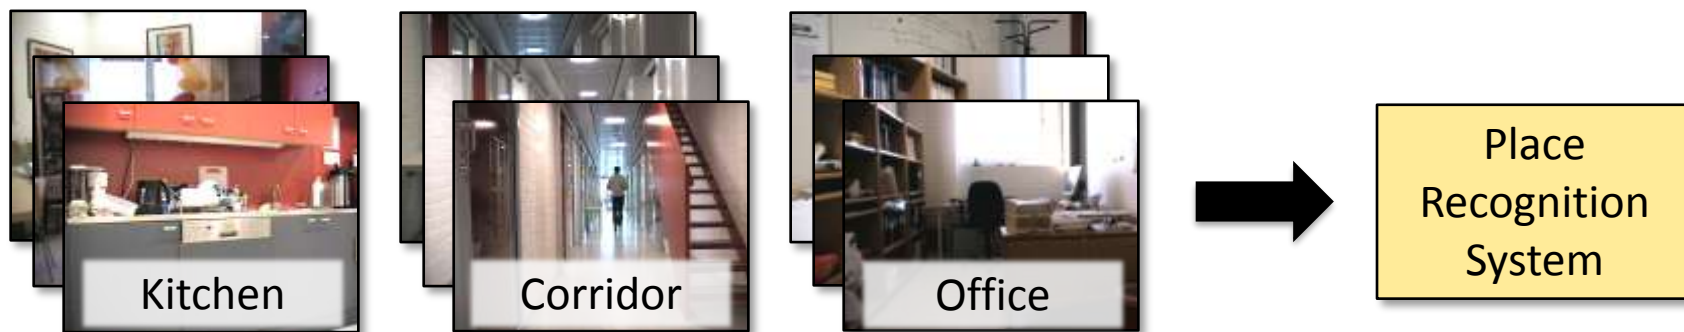 Kitchen
Corridor
Office
Place
Recognition
System